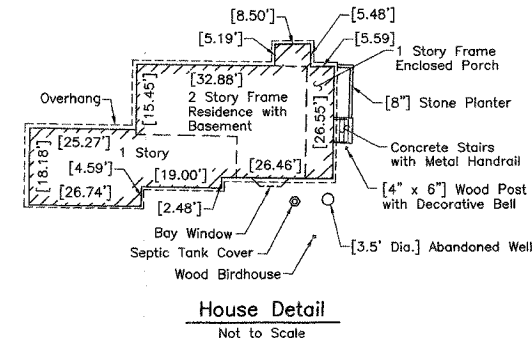 [8.50']
[5.48']
[5.19']
[5.59]
1 Story Frame
Enclosed Porch
[32.88']
[15.45']
2 Story Frame
Residence with
Basement
[26.55']
Overhang
[8"] Stone Planter
[25.27']
1 Story
[18.18']
[4.59']
[26.74']
[19.00']
[26.46']
[2.48']
Concrete Stairs
with Metal Handrail
[4" x 6"] Wood Post
with Decorative Bell
Bay Window
Septic Tank Cover
Wood Birdhouse
[3.5' Dia.] Abandoned Well
House Detail
Not to Scale